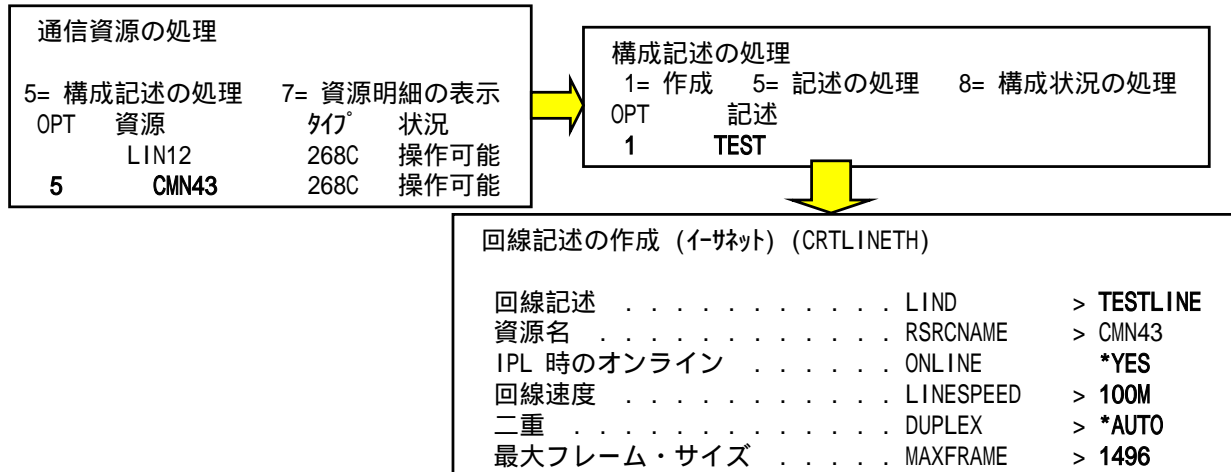 通信資源の処理
5= 構成記述の処理 7= 資源明細の表示
OPT 資源 ﾀｲﾌﾟ 状況
LIN12 268C 操作可能
5 CMN43 268C 操作可能
構成記述の処理
1= 作成 5= 記述の処理 8= 構成状況の処理
OPT 記述
1 TEST
回線記述の作成 (ｲｰｻﾈｯﾄ) (CRTLINETH)
回線記述 . . . . . . . . . . . LIND > TESTLINE
資源名 . . . . . . . . . . . . RSRCNAME > CMN43
IPL 時のオンライン . . . . . . ONLINE *YES
回線速度 . . . . . . . . . . . LINESPEED > 100M
二重 . . . . . . . . . . . . . DUPLEX > *AUTO
最大フレーム・サイズ . . . . . MAXFRAME > 1496